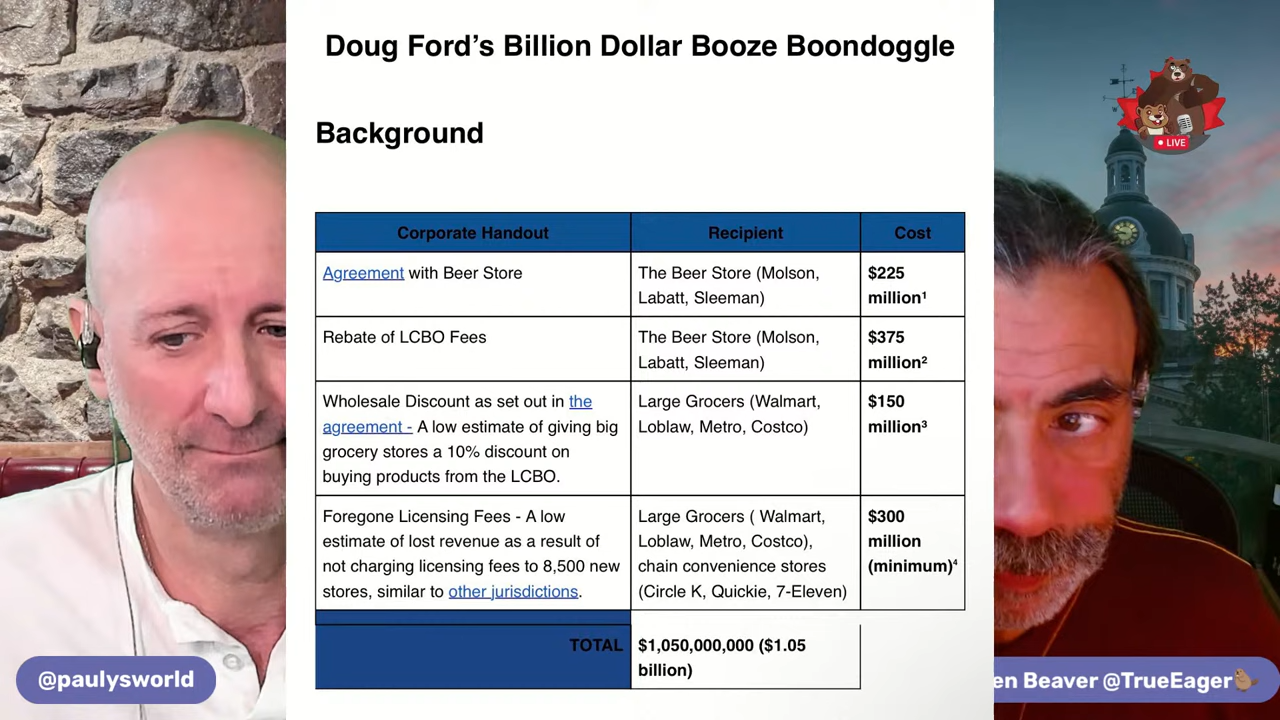 Doug Ford's Billion Dollar Booze Boondoggle
Background
Corporate Handout
Recipient
Cost
Agreement with Beer Store
The Beer Store (Molson,
Labatt, Sleeman)
$225
million¹
Rebate of LCBO Fees
The Beer Store (Molson,
Labatt, Sleeman)
$375
million²
Wholesale Discount as set out in the
agreement - A low estimate of giving big
grocery stores a 10% discount on
buying products from the LCBO.
Large Grocers (Walmart,
Loblaw, Metro, Costco)
$150
million³
Foregone Licensing Fees - A low
estimate of lost revenue as a result of
not charging licensing fees to 8,500 new
stores, similar to other jurisdictions.
Large Grocers ( Walmart,
Loblaw, Metro, Costco),
chain convenience stores
(Circle K, Quickie, 7-Eleven)
$300
million
(minimum)⁴
TOTAL
$1,050,000,000 ($1.05
billion)
LIVE
@paulysworld
en Beaver @TrueEager🦫